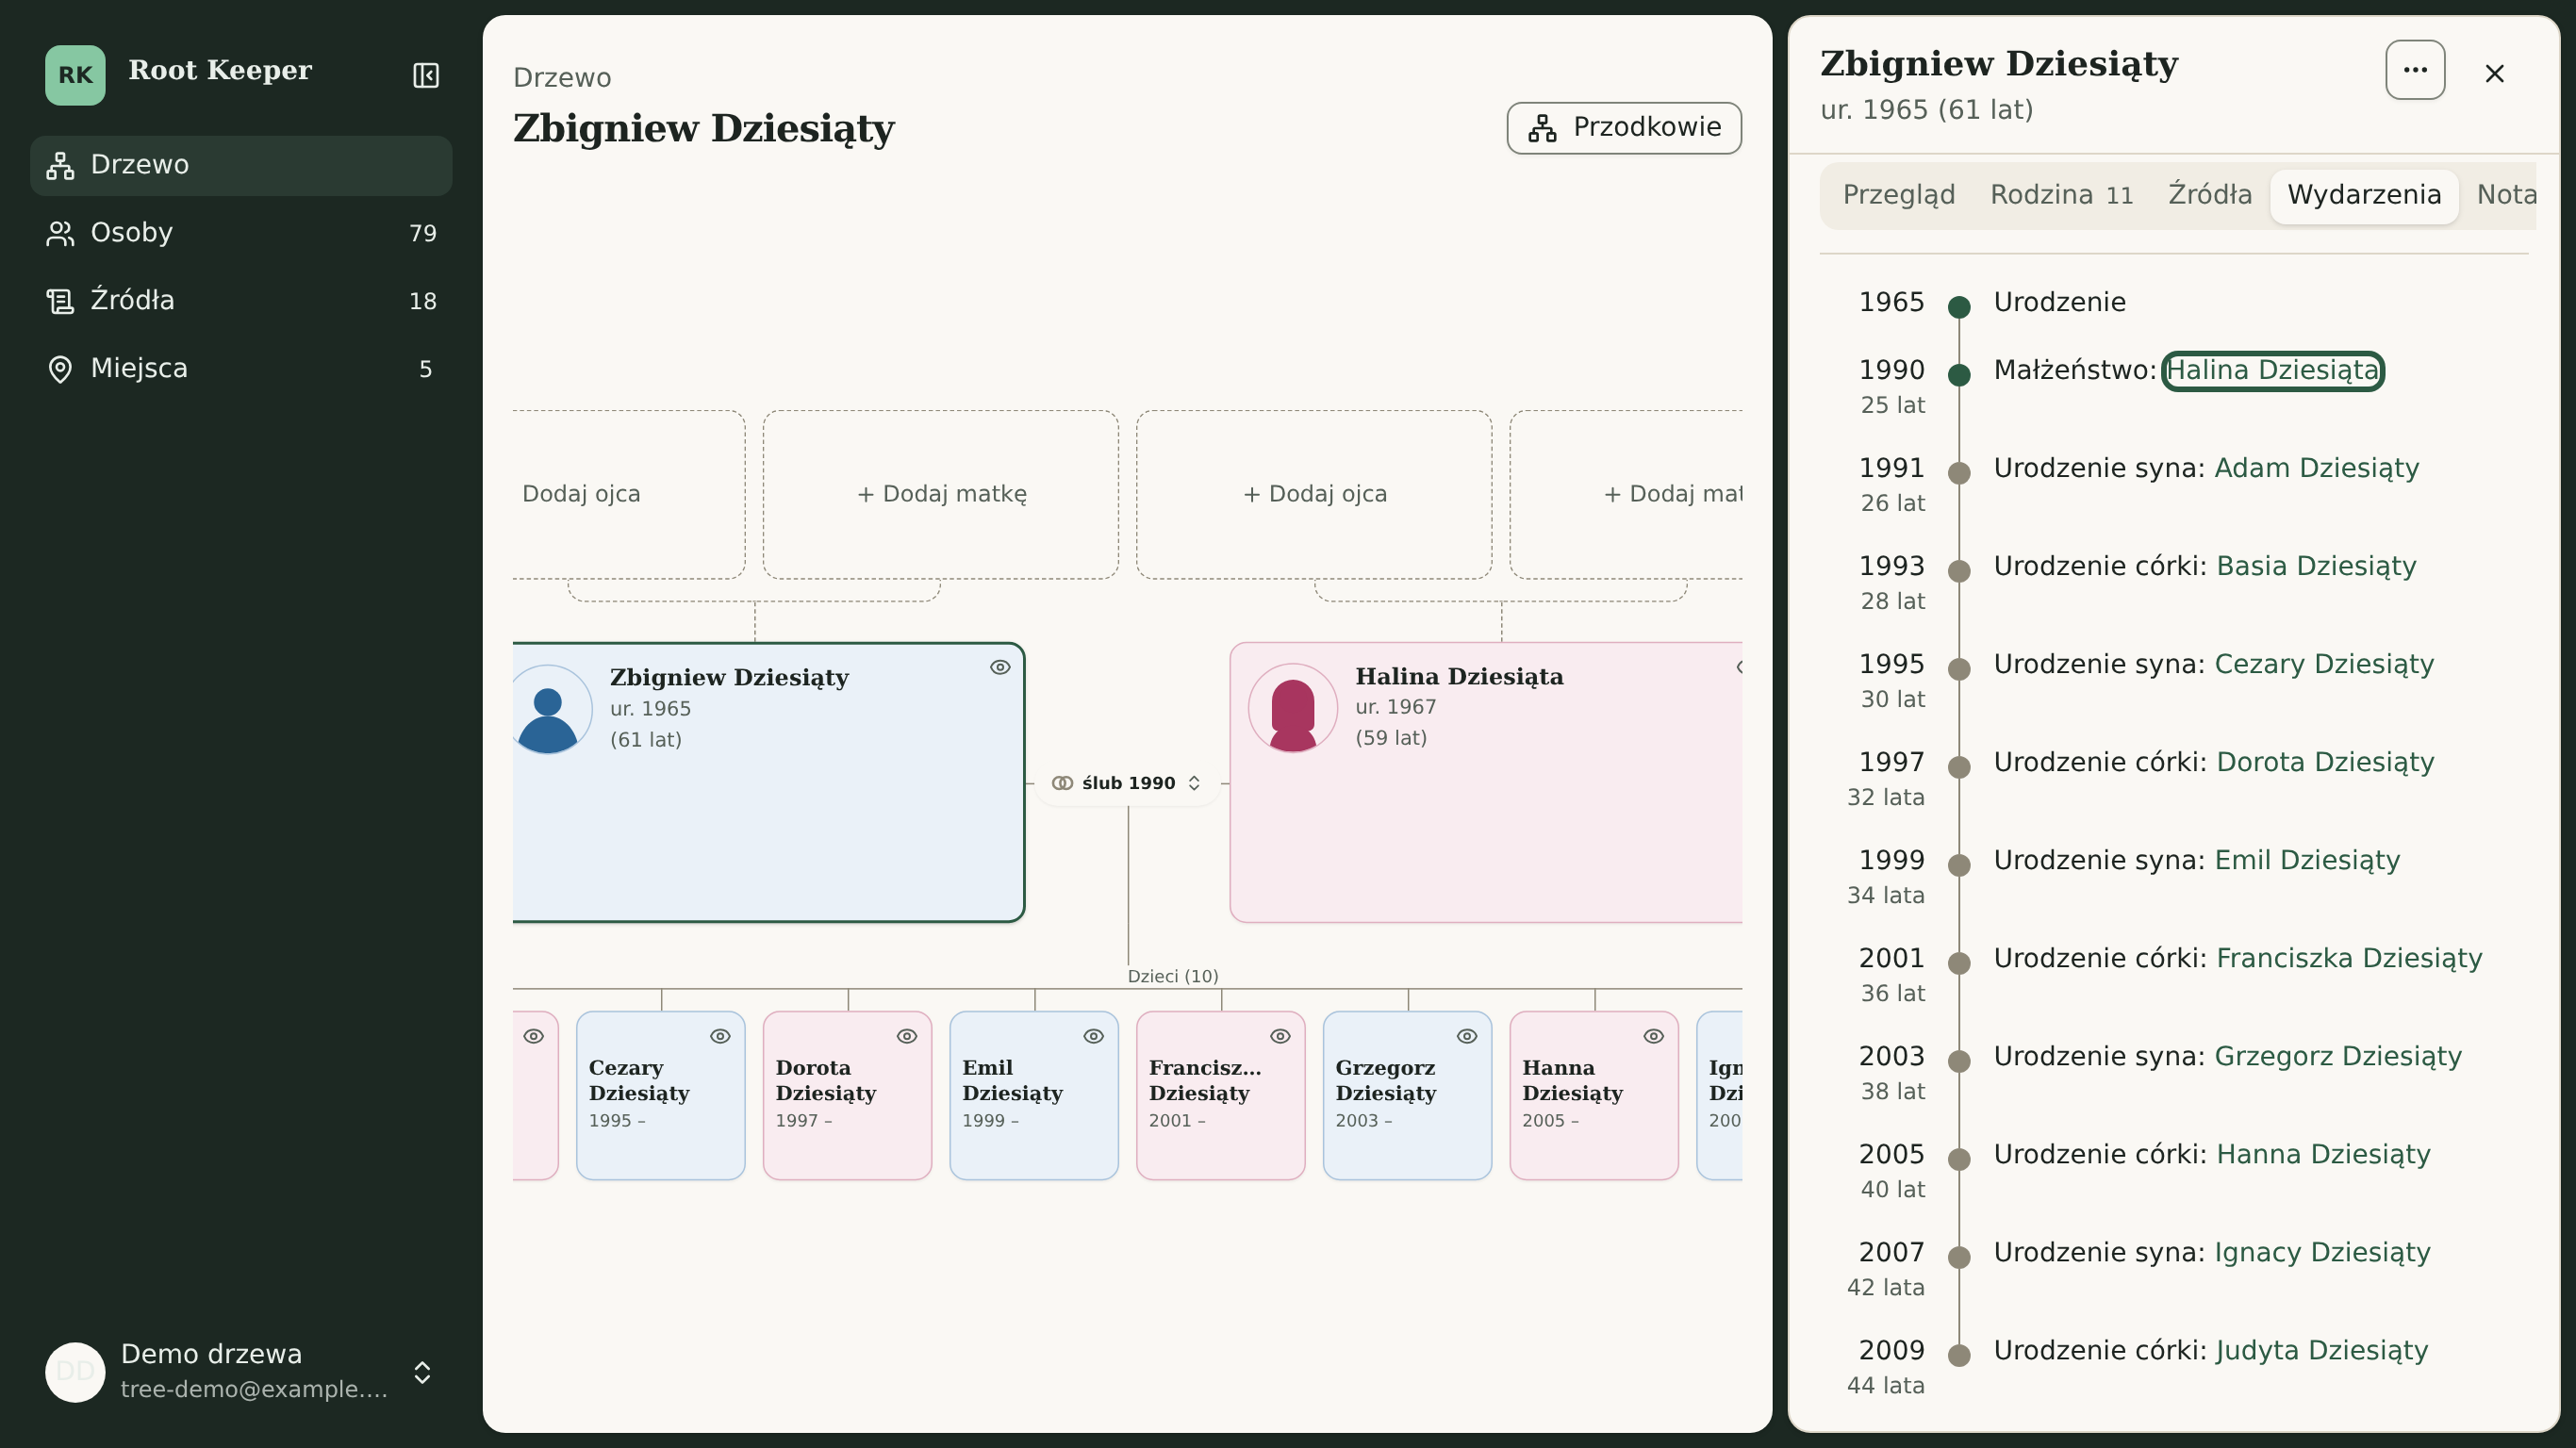 RK
Root Keeper
Drzewo
Osoby 79
Źródła 18
Miejsca 5
DD
Demo drzewa
tree-demo@example....
Drzewo
Zbigniew Dziesiąty
Przodkowie
Dodaj ojca
+ Dodaj matkę
+ Dodaj ojca
+ Dodaj mat
Zbigniew Dziesiąty
ur. 1965
(61 lat)
ślub 1990
Halina Dziesiąta
ur. 1967
(59 lat)
Dzieci (10)
Cezary
Dziesiąty
1995 –
Dorota
Dziesiąty
1997 –
Emil
Dziesiąty
1999 –
Francisz...
Dziesiąty
2001 –
Grzegorz
Dziesiąty
2003 –
Hanna
Dziesiąty
2005 –
Ign
Dzi
200
Zbigniew Dziesiąty
ur. 1965 (61 lat)
Przegląd Rodzina 11 Źródła Wydarzenia Nota
1965 Urodzenie
1990 Małżeństwo: Halina Dziesiąta
25 lat
1991 Urodzenie syna: Adam Dziesiąty
26 lat
1993 Urodzenie córki: Basia Dziesiąty
28 lat
1995 Urodzenie syna: Cezary Dziesiąty
30 lat
1997 Urodzenie córki: Dorota Dziesiąty
32 lata
1999 Urodzenie syna: Emil Dziesiąty
34 lata
2001 Urodzenie córki: Franciszka Dziesiąty
36 lat
2003 Urodzenie syna: Grzegorz Dziesiąty
38 lat
2005 Urodzenie córki: Hanna Dziesiąty
40 lat
2007 Urodzenie syna: Ignacy Dziesiąty
42 lata
2009 Urodzenie córki: Judyta Dziesiąty
44 lata